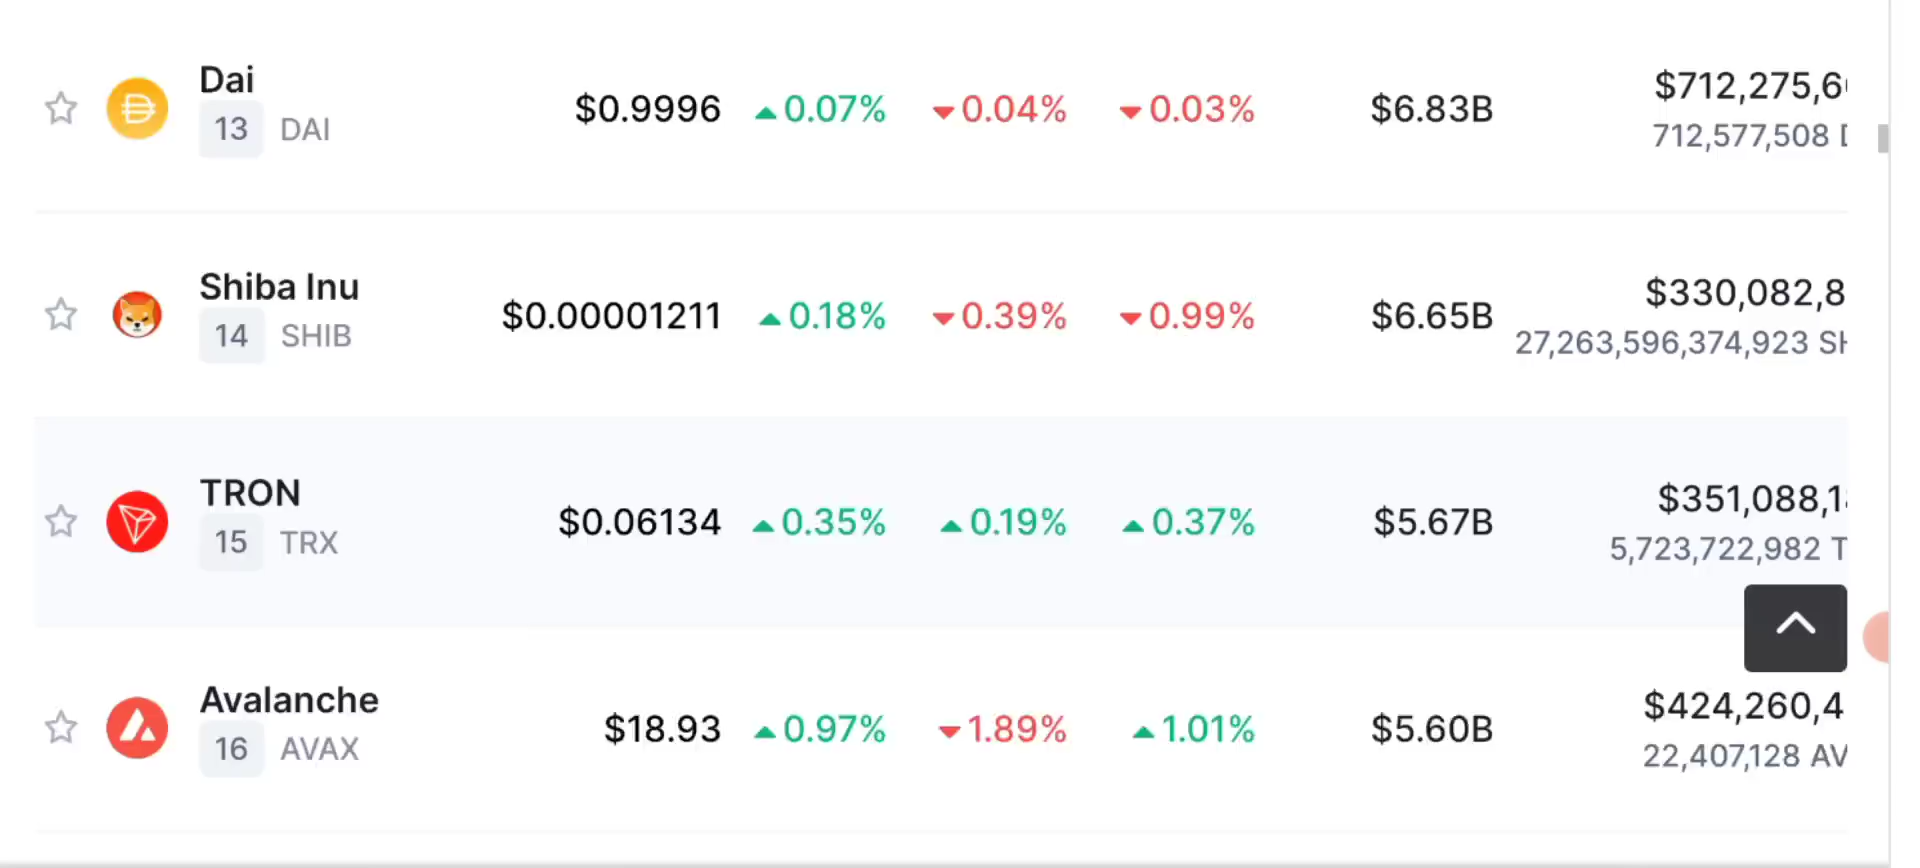 Dai
13 DAI
$0.9996 0.07% 0.04% 0.03% $6.83B
$712,275,6
712,577,508
Shiba Inu
14 SHIB
$0.00001211 0.18% 0.39% 0.99% $6.65B
$330,082,8
27,263,596,374,923 SH
TRON
15 TRX
$0.06134 0.35% 0.19% 0.37% $5.67B
$351,088,1
5,723,722,982 T
Avalanche
16 AVAX
$18.93 0.97% 1.89% 1.01% $5.60B
$424,260,4
22,407,128 AV